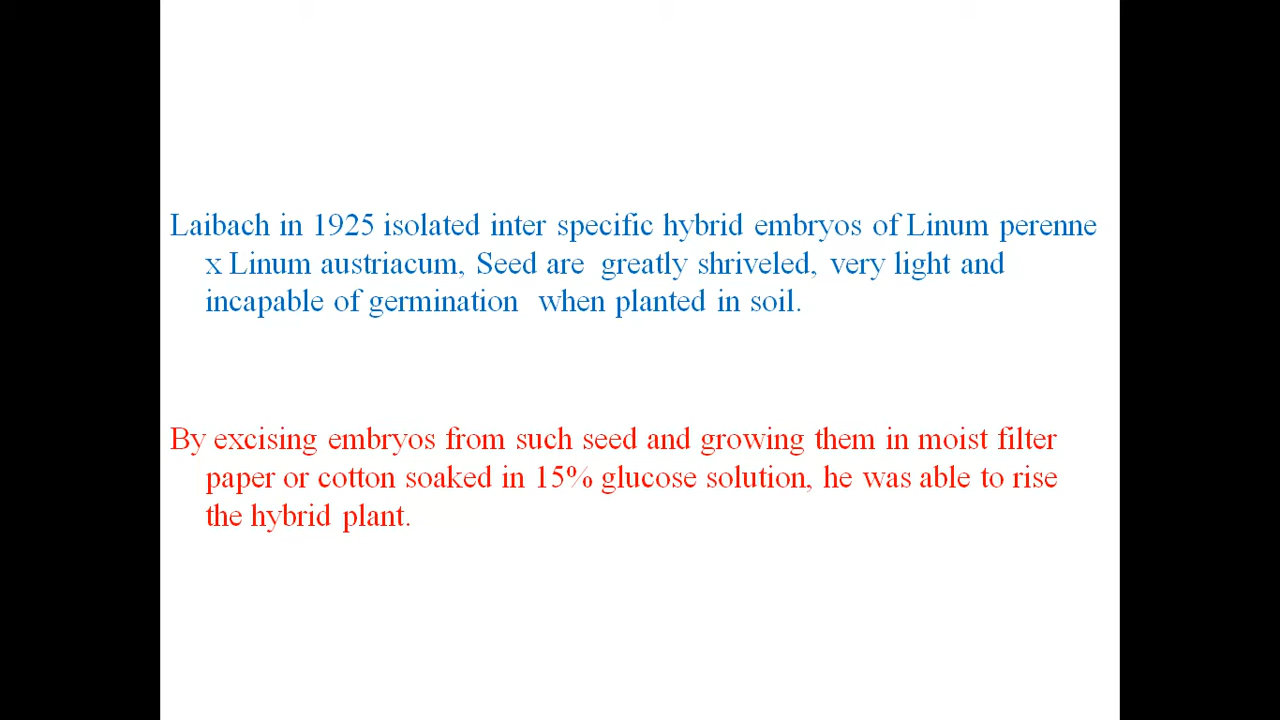 Laibach in 1925 isolated inter specific hybrid embryos of Linum perenne
x Linum austriacum, Seed are greatly shriveled, very light and
incapable of germination when planted in soil.
By excising embryos from such seed and growing them in moist filter
paper or cotton soaked in 15% glucose solution, he was able to rise
the hybrid plant.